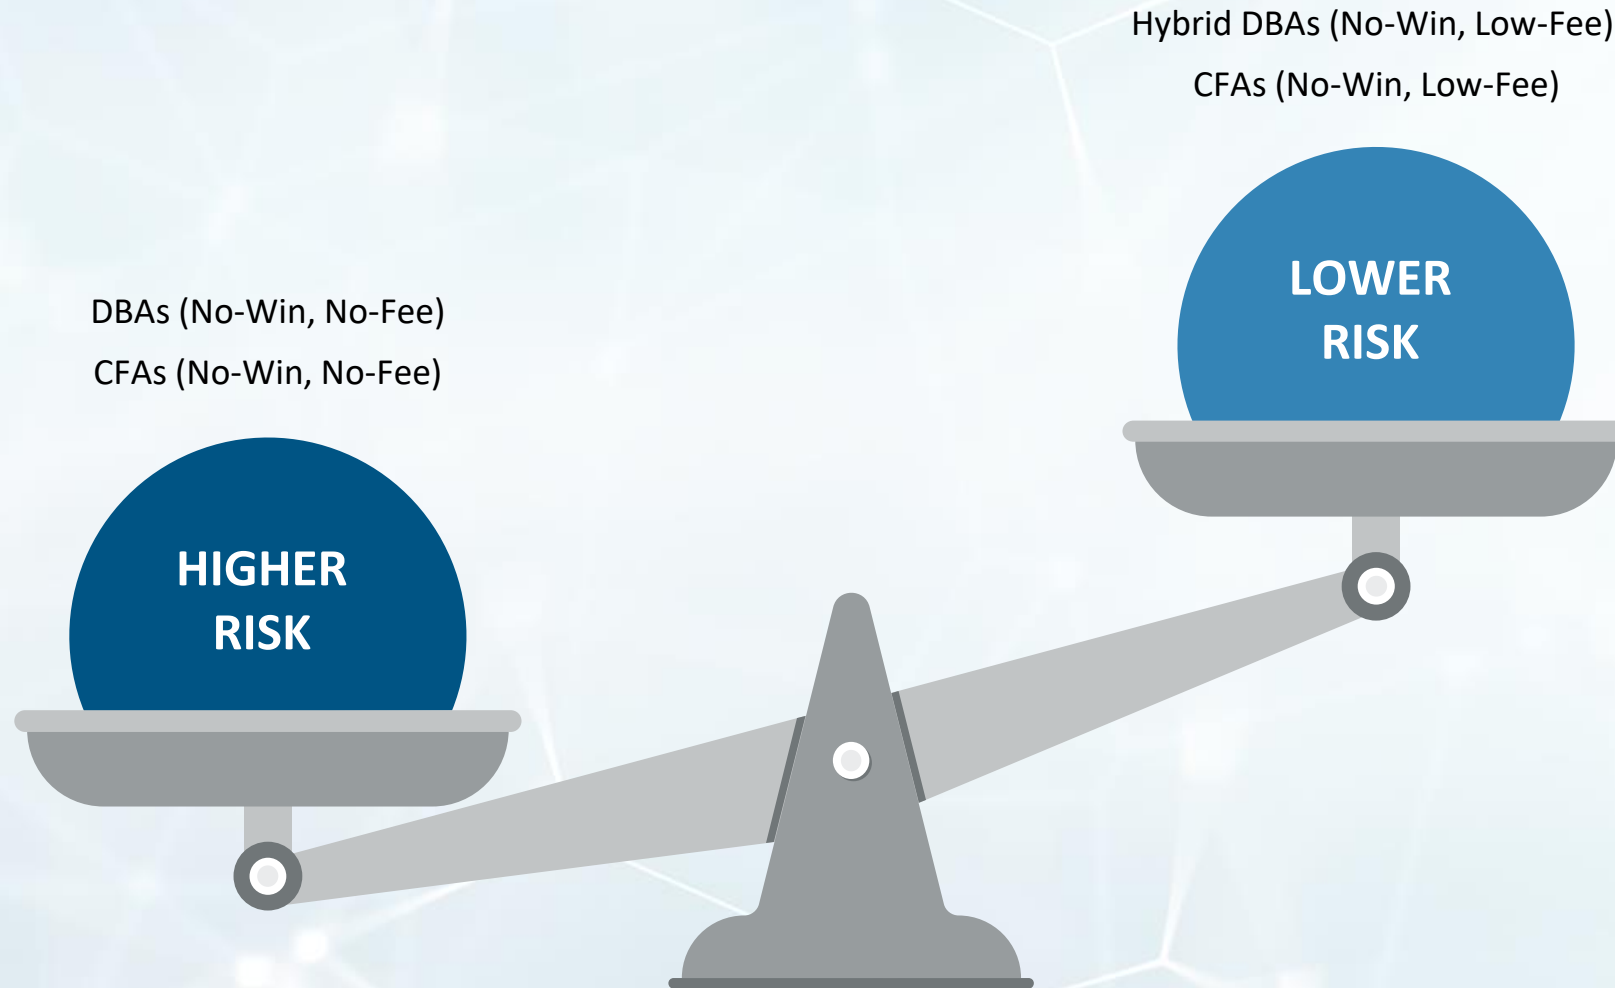 Hybrid DBAs (No-Win, Low-Fee)
CFAs (No-Win, Low-Fee)
LOWER
RISK
DBAs (No-Win, No-Fee)
CFAs (No-Win, No-Fee)
HIGHER
RISK